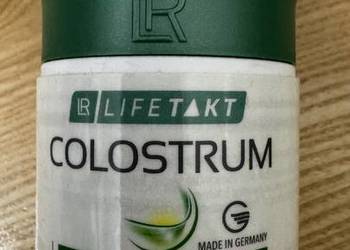 LR
LR LIFETAKT
COLOSTRUM
MADE IN GERMANY